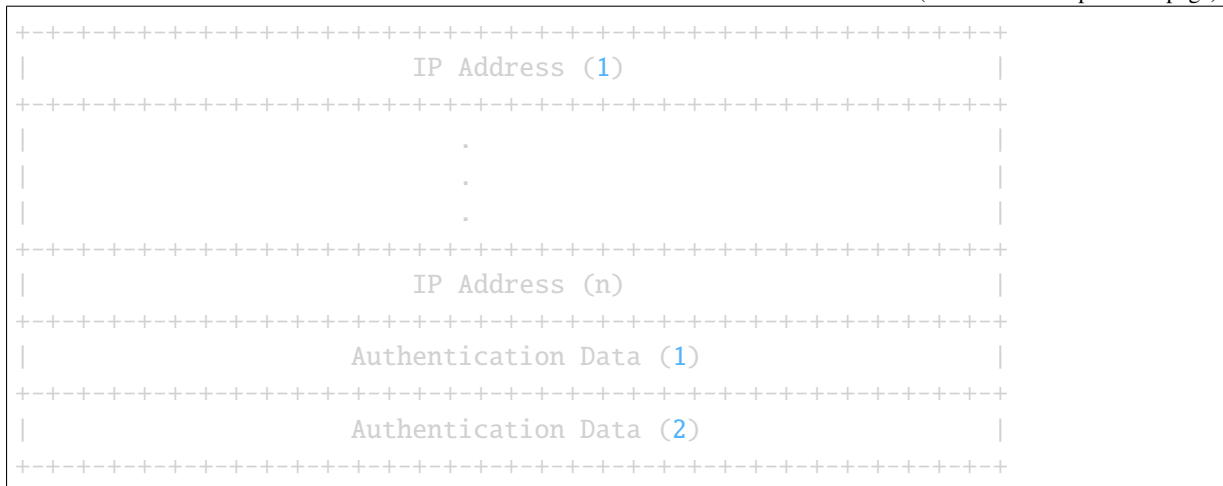 +-+-+-+-+-+-+-+-+-+-+-+-+-+-+-+-+-+-+-+-+-+-+-+-+-+-+-+-+-+-+-+-+
|                         IP Address (1)                        |
+-+-+-+-+-+-+-+-+-+-+-+-+-+-+-+-+-+-+-+-+-+-+-+-+-+-+-+-+-+-+-+-+
|                            .                                  |
|                            .                                  |
|                            .                                  |
+-+-+-+-+-+-+-+-+-+-+-+-+-+-+-+-+-+-+-+-+-+-+-+-+-+-+-+-+-+-+-+-+
|                         IP Address (n)                        |
+-+-+-+-+-+-+-+-+-+-+-+-+-+-+-+-+-+-+-+-+-+-+-+-+-+-+-+-+-+-+-+-+
|                     Authentication Data (1)                   |
+-+-+-+-+-+-+-+-+-+-+-+-+-+-+-+-+-+-+-+-+-+-+-+-+-+-+-+-+-+-+-+-+
|                     Authentication Data (2)                   |
+-+-+-+-+-+-+-+-+-+-+-+-+-+-+-+-+-+-+-+-+-+-+-+-+-+-+-+-+-+-+-+-+